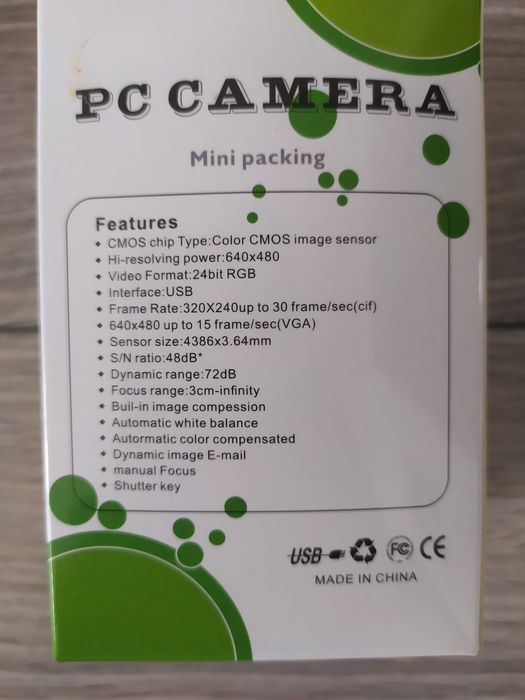 PC CAMERA
Mini packing
Features
CMOS chip Type:Color CMOS image sensor
Hi-resolving power:640x480
Video Format:24bit RGB
Interface:USB
Frame Rate:320X240up to 30 frame/sec(cif)
640x480 up to 15 frame/sec(VGA)
Sensor size:4386x3.64mm
S/N ratio:48dB*
Dynamic range:72dB
Focus range:3cm-infinity
Buil-in image compession
Automatic white balance
Autormatic color compensated
Dynamic image E-mail
manual Focus
Shutter key
USB FC CE
MADE IN CHINA